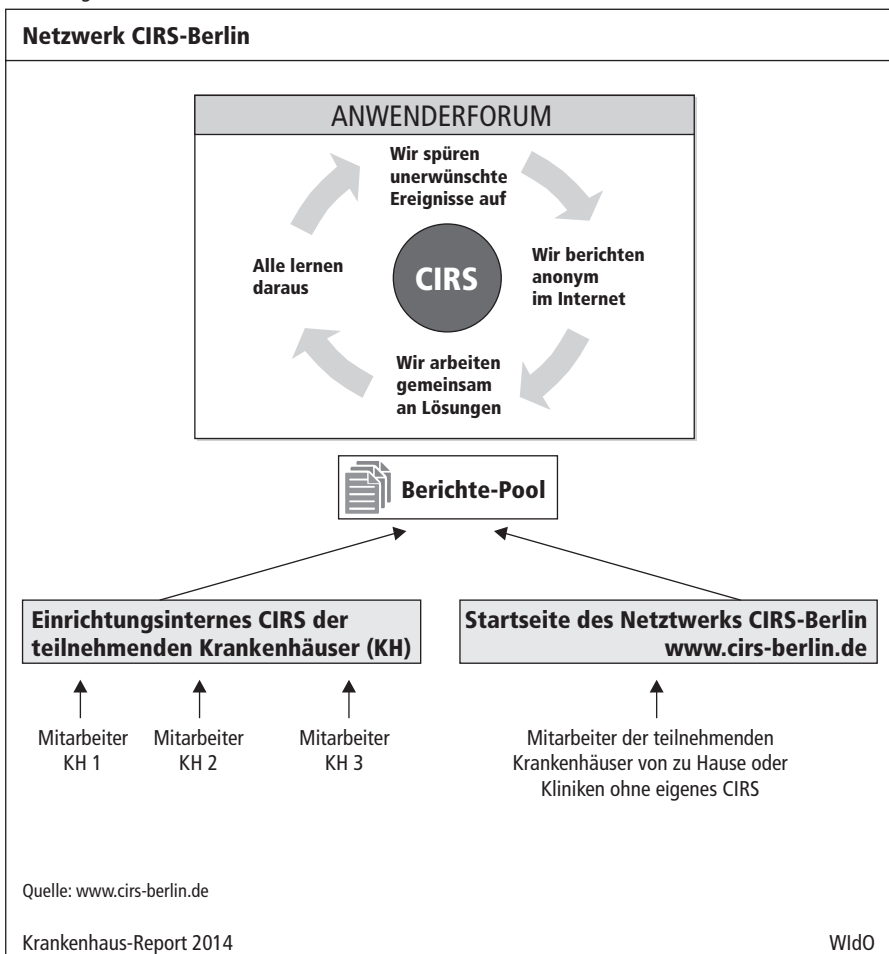 Netzwerk CIRS-Berlin
ANWENDERFORUM
Wir spüren
unerwünschte
Ereignisse auf
Wir berichten
anonym
im Internet
Wir arbeiten
gemeinsam
an Lösungen
Alle lernen
daraus
CIRS
Berichte-Pool
Einrichtungsinternes CIRS der
teilnehmenden Krankenhäuser (KH)
Startseite des Netztwerks CIRS-Berlin
www.cirs-berlin.de
Mitarbeiter
KH 1
Mitarbeiter
KH 2
Mitarbeiter
KH 3
Mitarbeiter der teilnehmenden
Krankenhäuser von zu Hause oder
Kliniken ohne eigenes CIRS
Quelle: www.cirs-berlin.de
Krankenhaus-Report 2014
WIdO